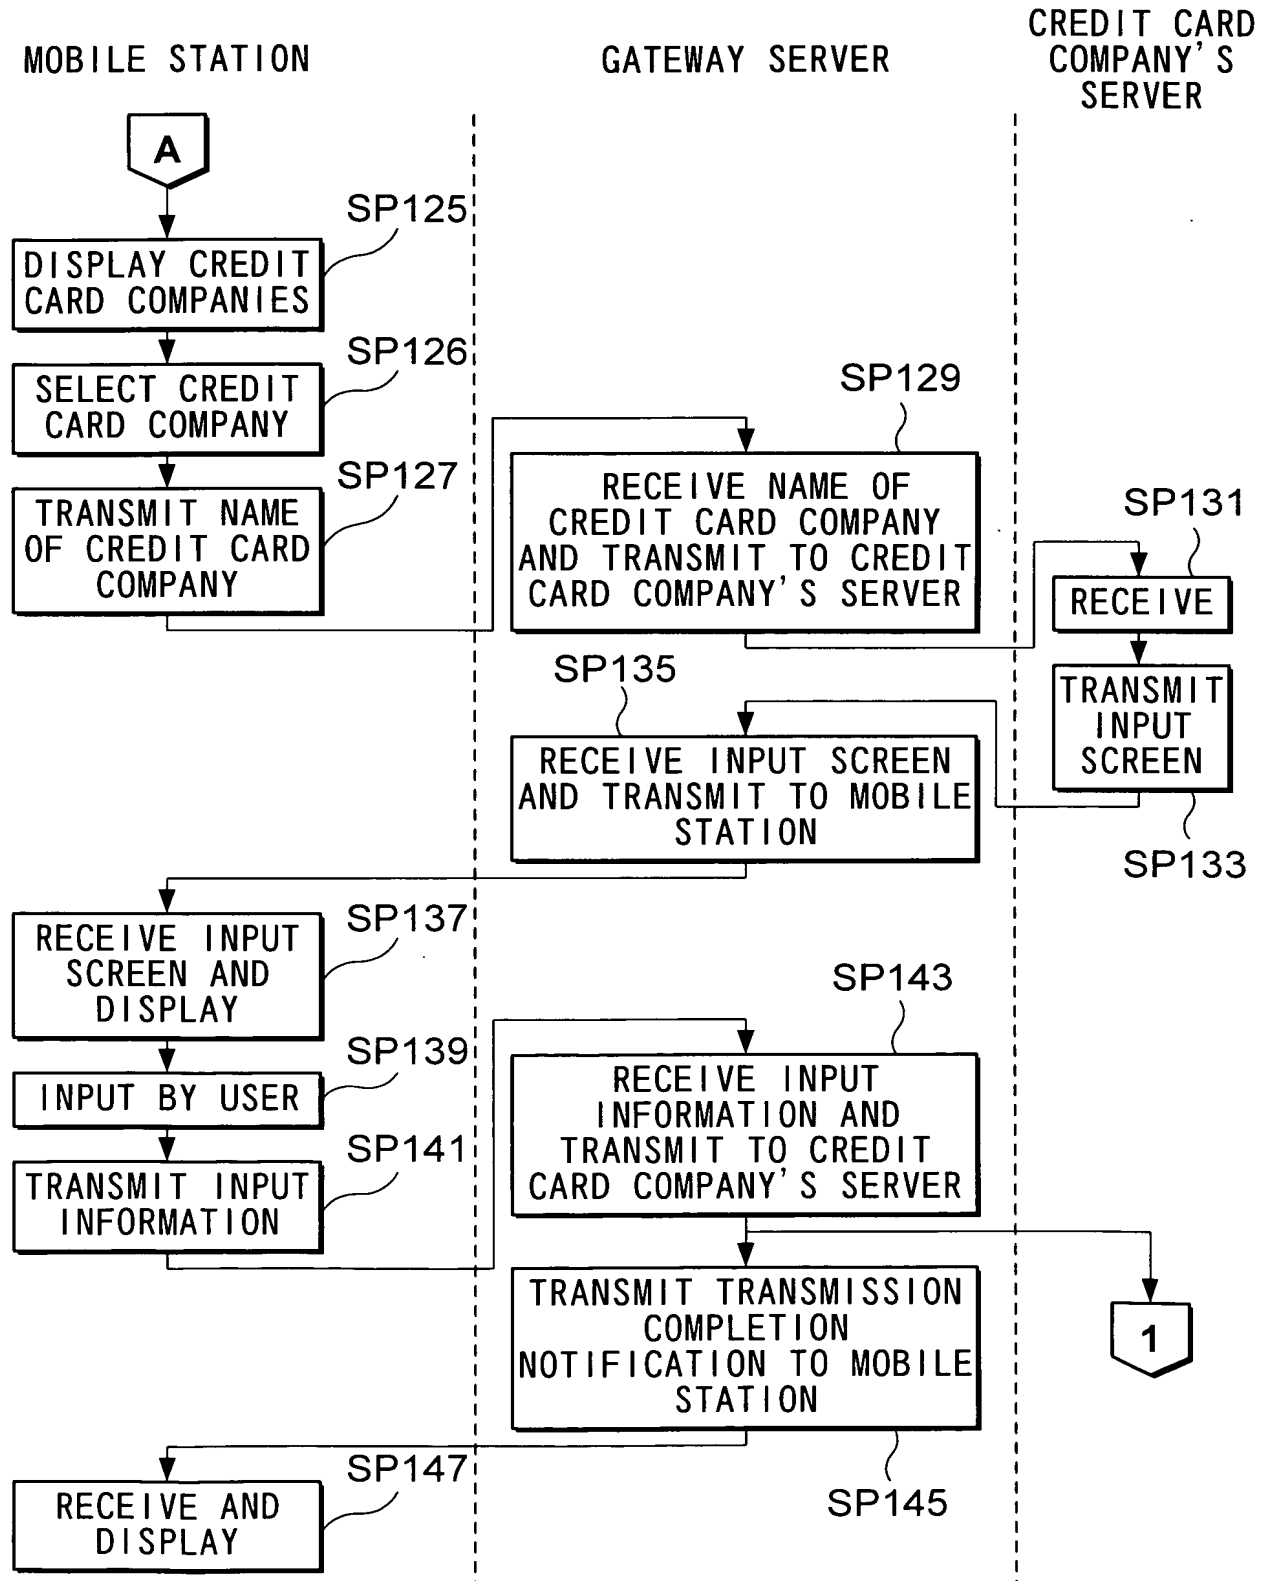 MOBILE STATION
GATEWAY SERVER
CREDIT CARD
COMPANY'S
SERVER
A
SP125
DISPLAY CREDIT
CARD COMPANIES
SP126
SELECT CREDIT
CARD COMPANY
SP127
TRANSMIT NAME
OF CREDIT CARD
COMPANY
SP129
RECEIVE NAME OF
CREDIT CARD COMPANY
AND TRANSMIT TO CREDIT
CARD COMPANY'S SERVER
SP131
RECEIVE
TRANSMIT
INPUT
SCREEN
SP133
SP135
RECEIVE INPUT SCREEN
AND TRANSMIT TO MOBILE
STATION
SP137
RECEIVE INPUT
SCREEN AND
DISPLAY
SP139
INPUT BY USER
SP141
TRANSMIT INPUT
INFORMATION
SP143
RECEIVE INPUT
INFORMATION AND
TRANSMIT TO CREDIT
CARD COMPANY'S SERVER
1
TRANSMIT TRANSMISSION
COMPLETION
NOTIFICATION TO MOBILE
STATION
SP145
SP147
RECEIVE AND
DISPLAY